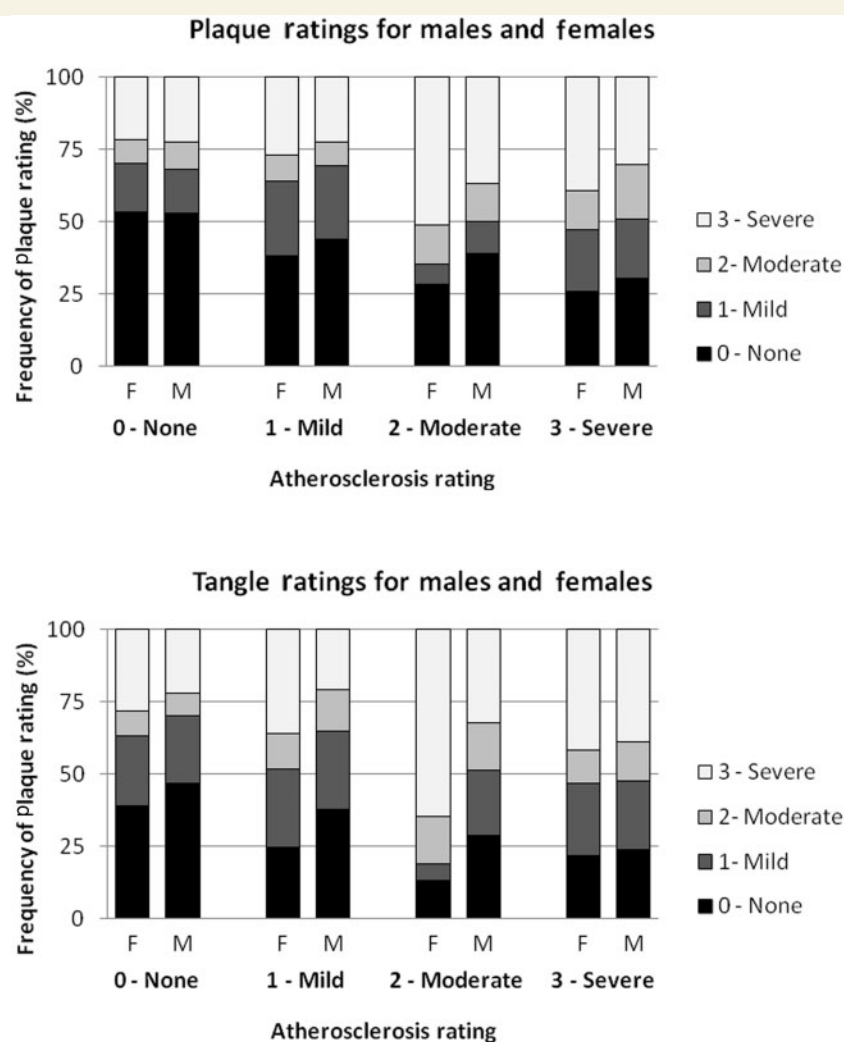 Plaque ratings for males and females
Frequency of plaque rating (%)
100
75
50
25
0
F M F M F M F M
0 - None 1 - Mild 2 - Moderate 3 - Severe
Atherosclerosis rating
3 - Severe
2- Moderate
1- Mild
0 - None
Tangle ratings for males and females
Frequency of plaque rating (%)
100
75
50
25
0
F M F M F M F M
0 - None 1 - Mild 2 - Moderate 3 - Severe
Atherosclerosis rating
3 - Severe
2- Moderate
1- Mild
0 - None